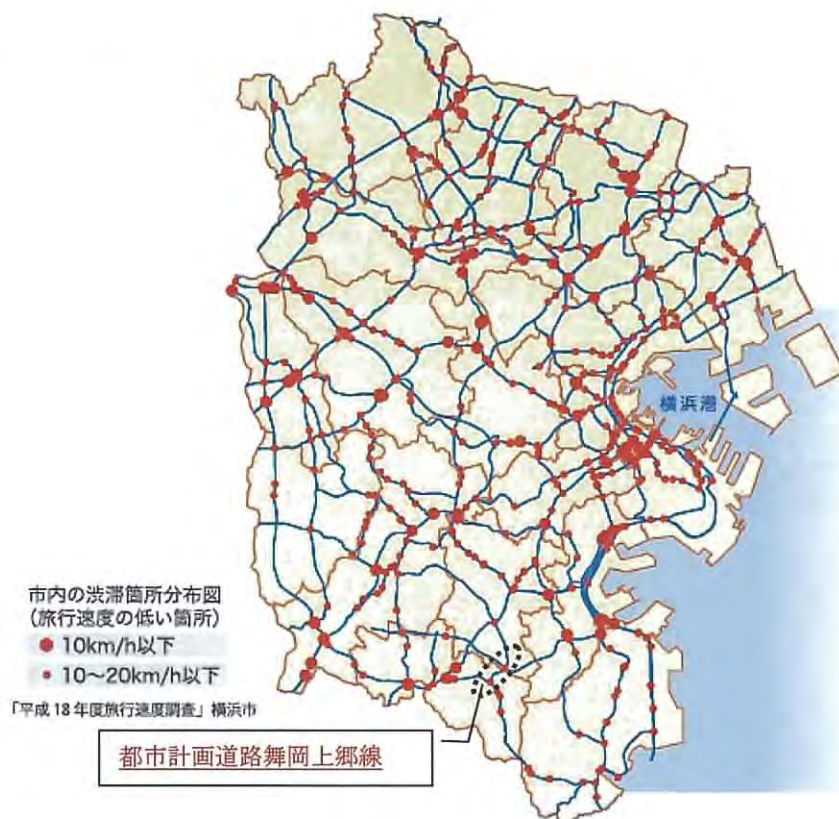 横浜湾
市内の渋滞箇所分布図
(旅行速度の低い箇所)
10km/h以下
10〜20km/h以下
「平成18年度旅行速度調査」横浜市
都市計画道路舞岡上郷線